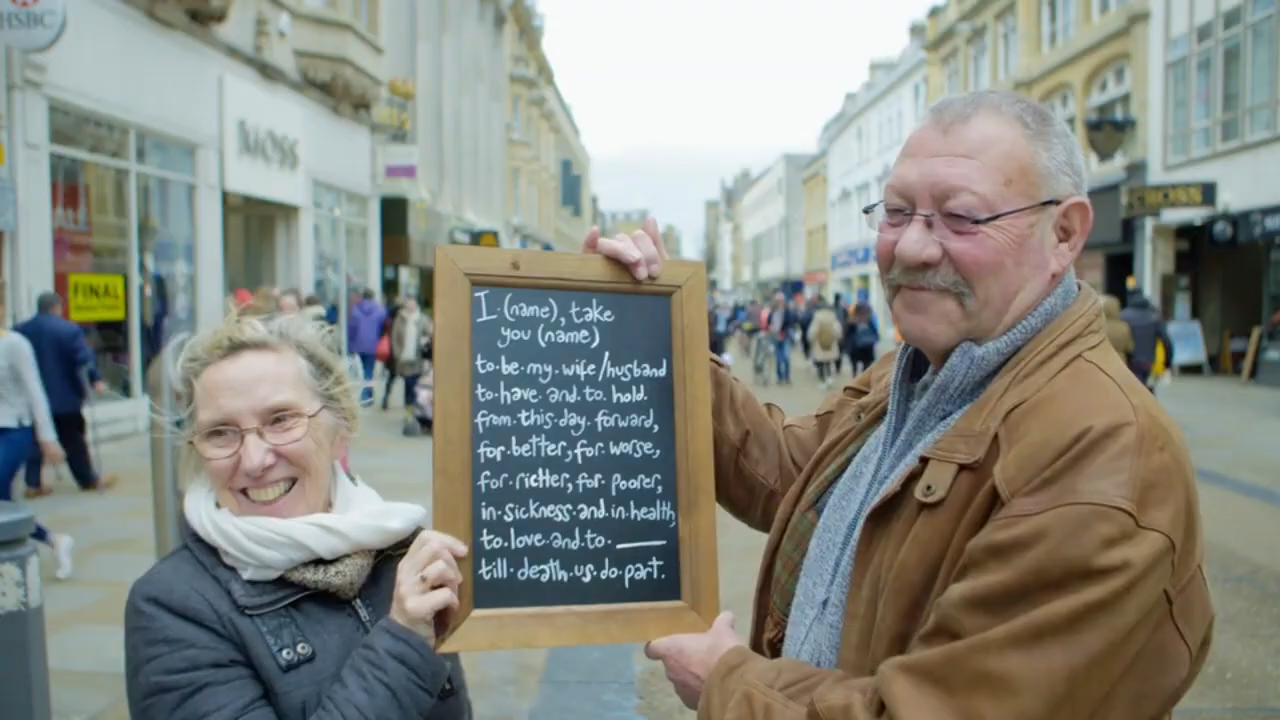 HSBC
MOSS
FINAL
I (name), take
you (name)
to be my wife/husband
to have and to hold
from this day forward,
for better, for worse,
for richer, for poorer,
in sickness and in health,
to love and to ____
till death us do part.